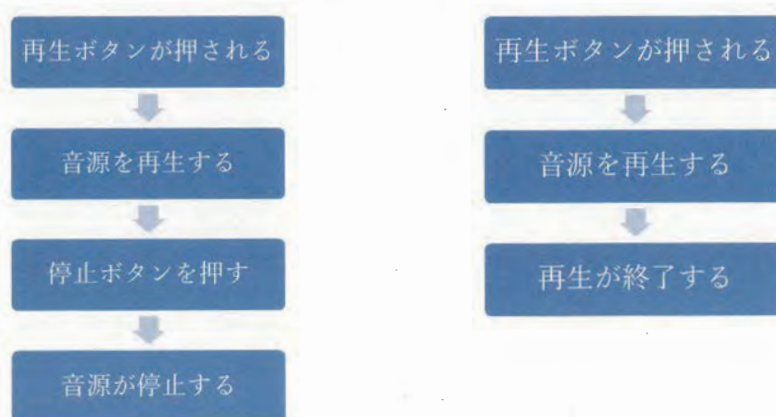 再生ボタンが押される
音源を再生する
停止ボタンを押す
音源が停止する
再生ボタンが押される
音源を再生する
再生が終了する